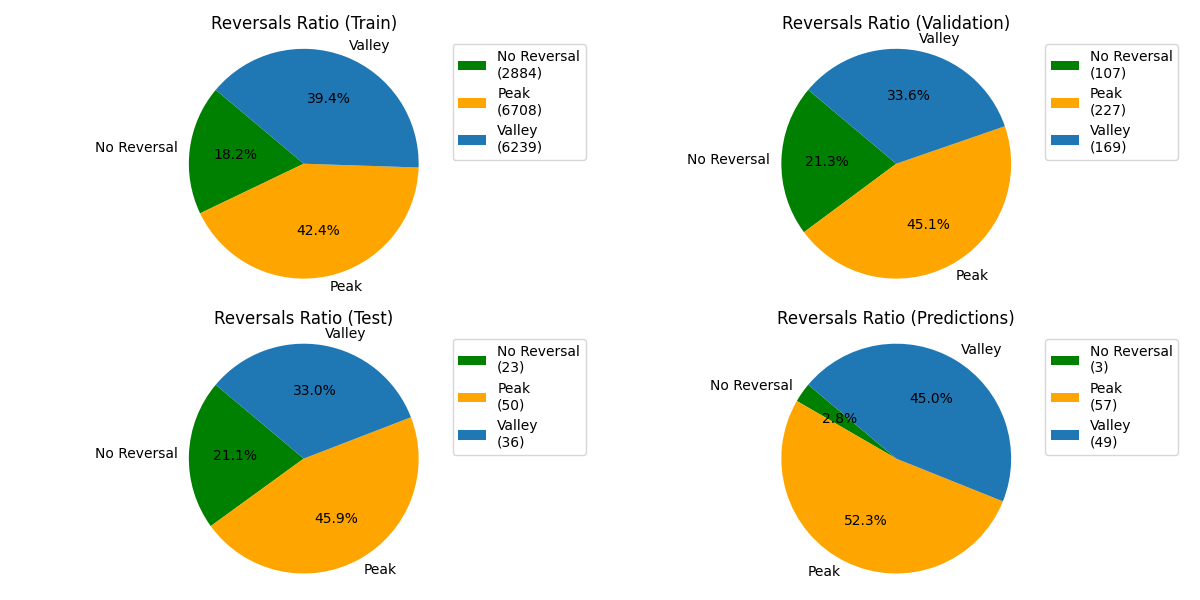 Reversals Ratio (Train)
Valley
39.4%
No Reversal
18.2%
42.4%
Peak
No Reversal
(2884)
Peak
(6708)
Valley
(6239)
Reversals Ratio (Validation)
Valley
33.6%
No Reversal
21.3%
45.1%
Peak
No Reversal
(107)
Peak
(227)
Valley
(169)
Reversals Ratio (Test)
Valley
33.0%
No Reversal
21.1%
45.9%
Peak
No Reversal
(23)
Peak
(50)
Valley
(36)
Reversals Ratio (Predictions)
Valley
45.0%
No Reversal
2.8%
52.3%
Peak
No Reversal
(3)
Peak
(57)
Valley
(49)